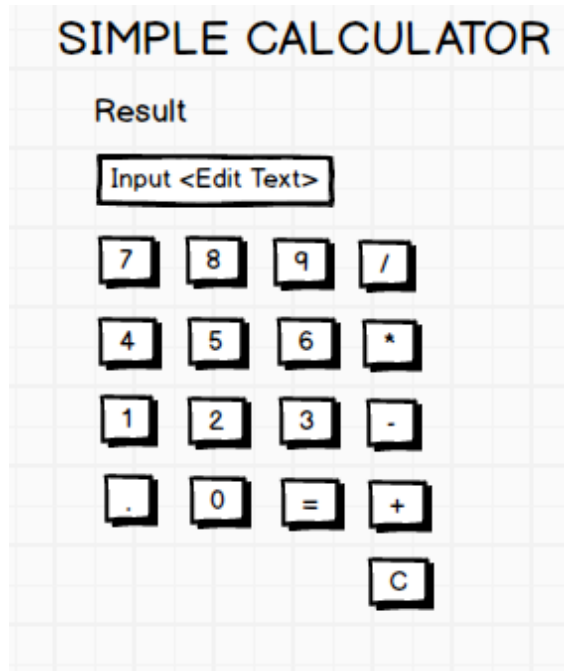 SIMPLE CALCULATOR
Result
Input <Edit Text>
7 8 9 /
4 5 6 *
1 2 3 -
. 0 = +
C